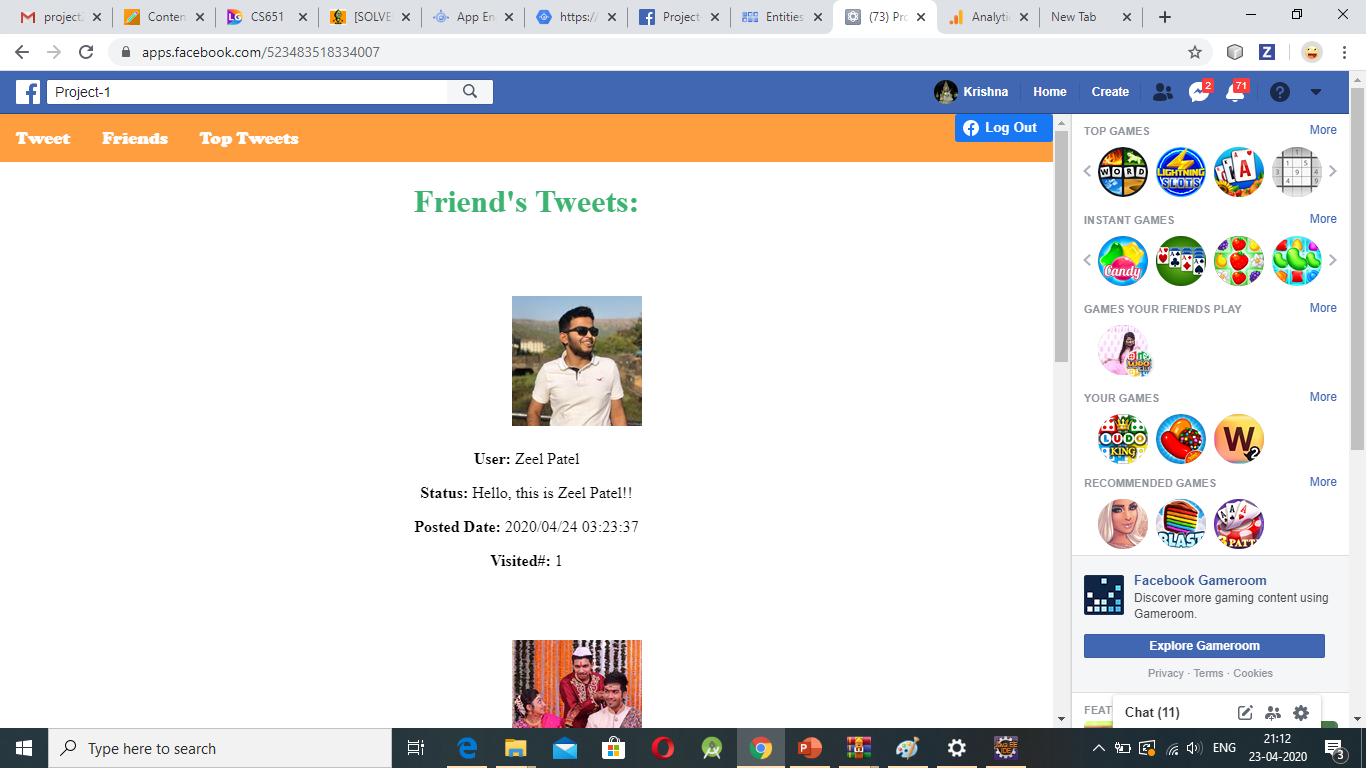 project
Conten
CS651
[SOLVE
App En
https://
Project
Entities
(73) Pro
Analytic
New Tab
apps.facebook.com/523483518334007
Project-1
Krishna
Home
Create
2
71
Tweet
Friends
Top Tweets
Log Out
Friend's Tweets:
User: Zeel Patel
Status: Hello, this is Zeel Patel!!
Posted Date: 2020/04/24 03:23:37
Visited#: 1
TOP GAMES
More
WORD
LIGHTNING
SLOTS
A
INSTANT GAMES
More
Candy
GAMES YOUR FRIENDS PLAY
More
LUDO
YOUR GAMES
More
LUDO
KING
W
2
RECOMMENDED GAMES
More
BLAST
3 PATTI
Facebook Gameroom
Discover more gaming content using
Gameroom.
Explore Gameroom
Privacy · Terms · Cookies
FEAT
Chat (11)
Type here to search
ENG
21:12
23-04-2020
3